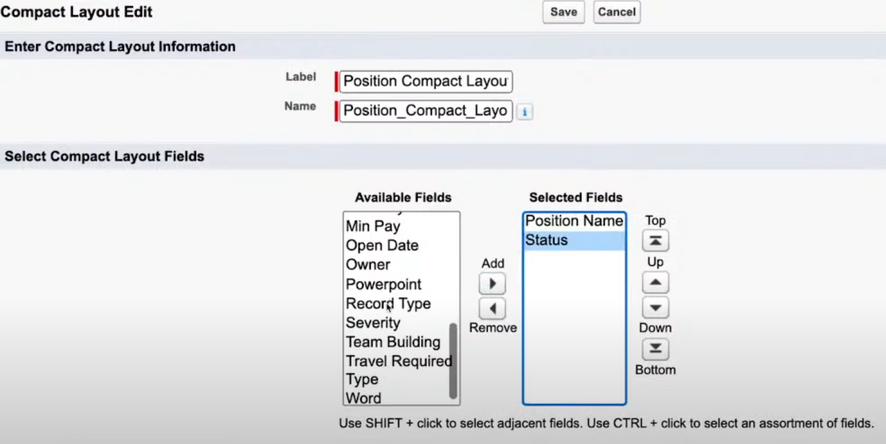 Compact Layout Edit
Save Cancel
Enter Compact Layout Information
Label Position Compact Layou
Name Position_Compact_Layo i
Select Compact Layout Fields
Available Fields
Selected Fields
Min Pay
Open Date
Owner
Powerpoint
Record Type
Severity
Team Building
Travel Required
Type
Word
Add
Remove
Position Name
Status
Top
Up
Down
Bottom
Use SHIFT + click to select adjacent fields. Use CTRL + click to select an assortment of fields.